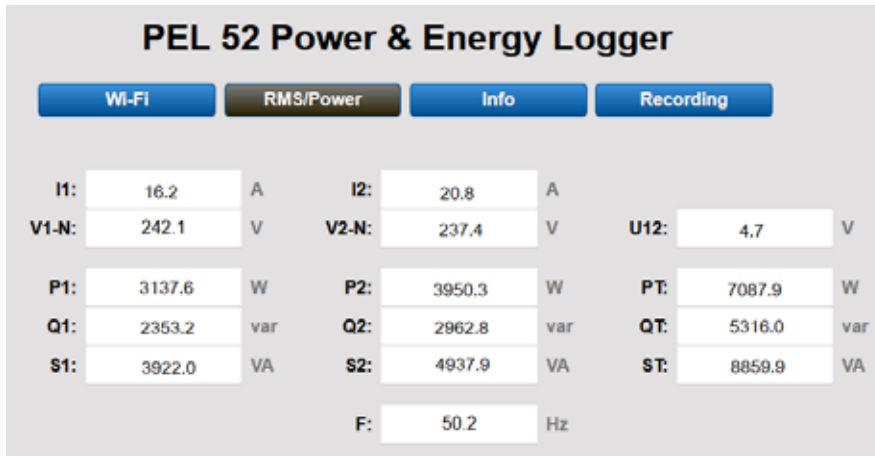 PEL 52 Power & Energy Logger
Wi-Fi RMS/Power Info Recording
I1: 16.2 A I2: 20.8 A
V1-N: 242.1 V V2-N: 237.4 V U12: 4.7 V
P1: 3137.6 W P2: 3950.3 W PT: 7087.9 W
Q1: 2353.2 var Q2: 2962.8 var QT: 5316.0 var
S1: 3922.0 VA S2: 4937.9 VA ST: 8859.9 VA
F: 50.2 Hz